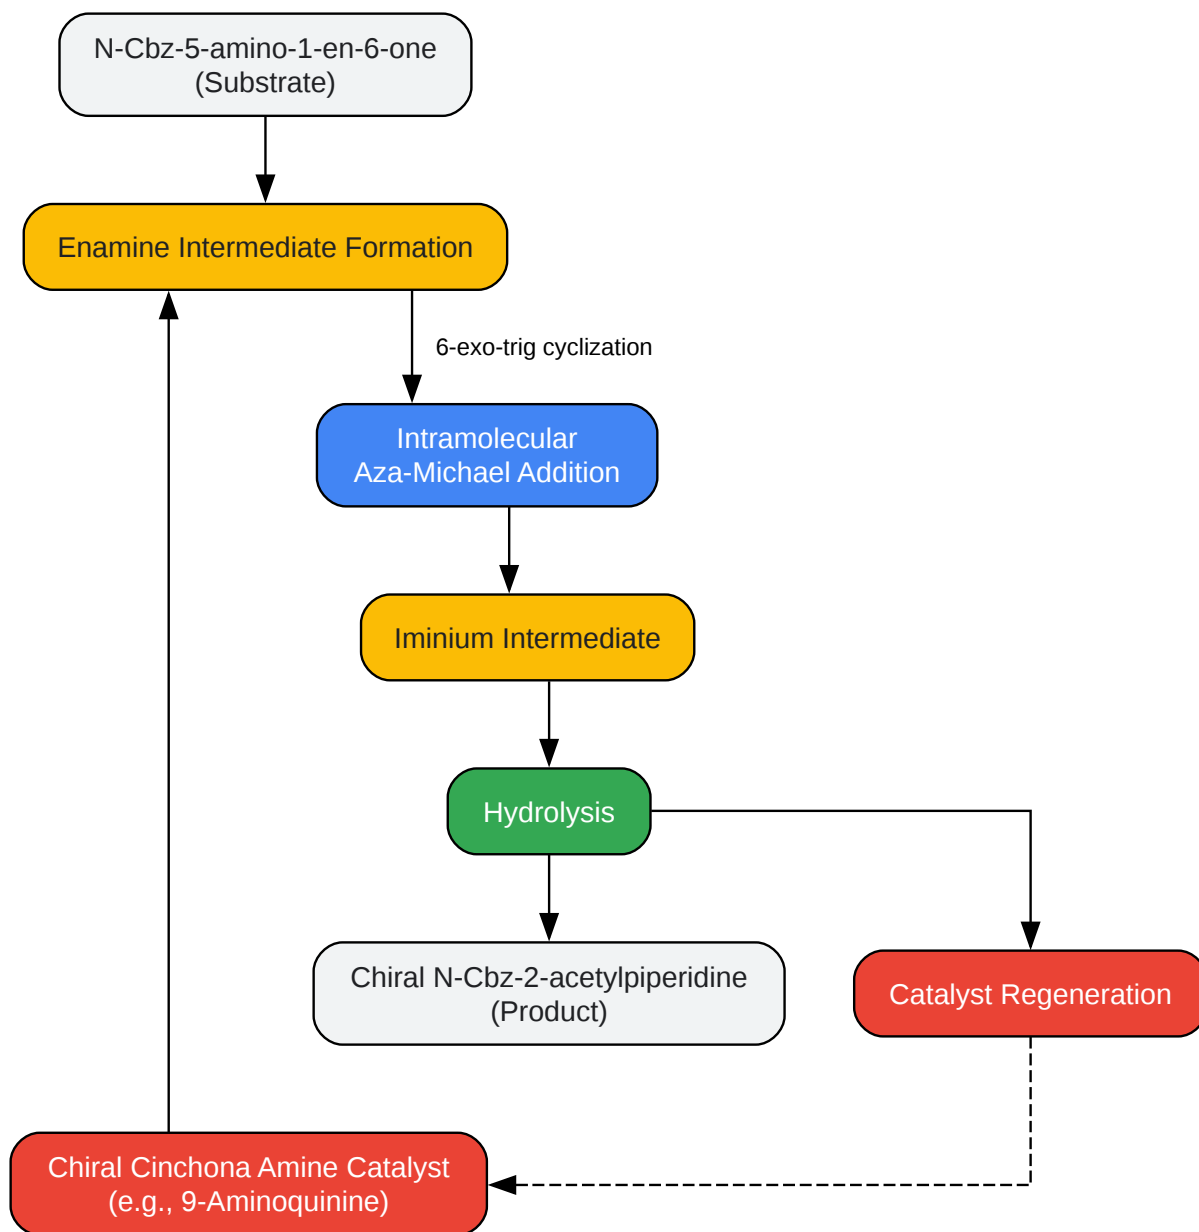 N-Cbz-5-amino-1-en-6-one
(Substrate)
Enamine Intermediate Formation
6-exo-trig cyclization
Intramolecular
Aza-Michael Addition
Iminium Intermediate
Hydrolysis
Chiral N-Cbz-2-acetylpiperidine
(Product)
Catalyst Regeneration
Chiral Cinchona Amine Catalyst
(e.g., 9-Aminoquinine)